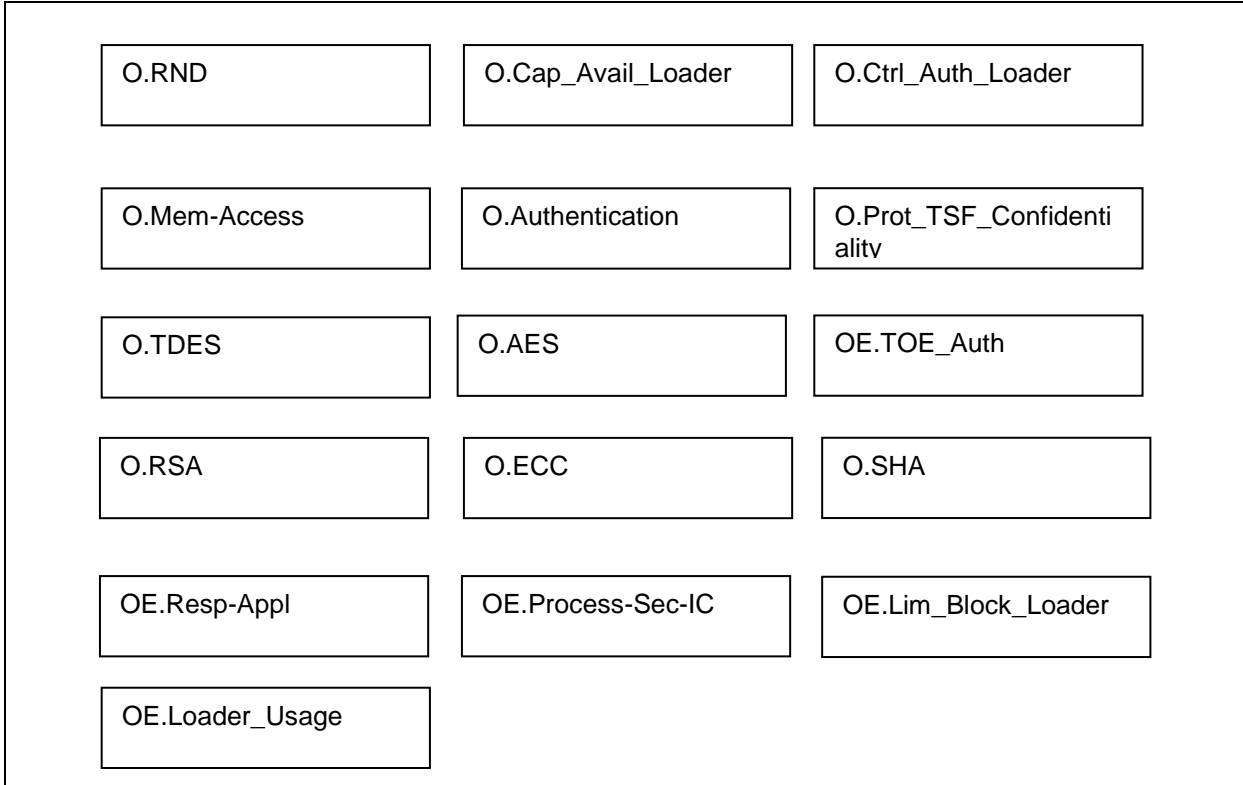 O.RND
O.Cap_Avail_Loader
O.Ctrl_Auth_Loader
O.Mem-Access
O.Authentication
O.Prot_TSF_Confidenti
ality
O.TDES
O.AES
OE.TOE_Auth
O.RSA
O.ECC
O.SHA
OE.Resp-Appl
OE.Process-Sec-IC
OE.Lim_Block_Loader
OE.Loader_Usage